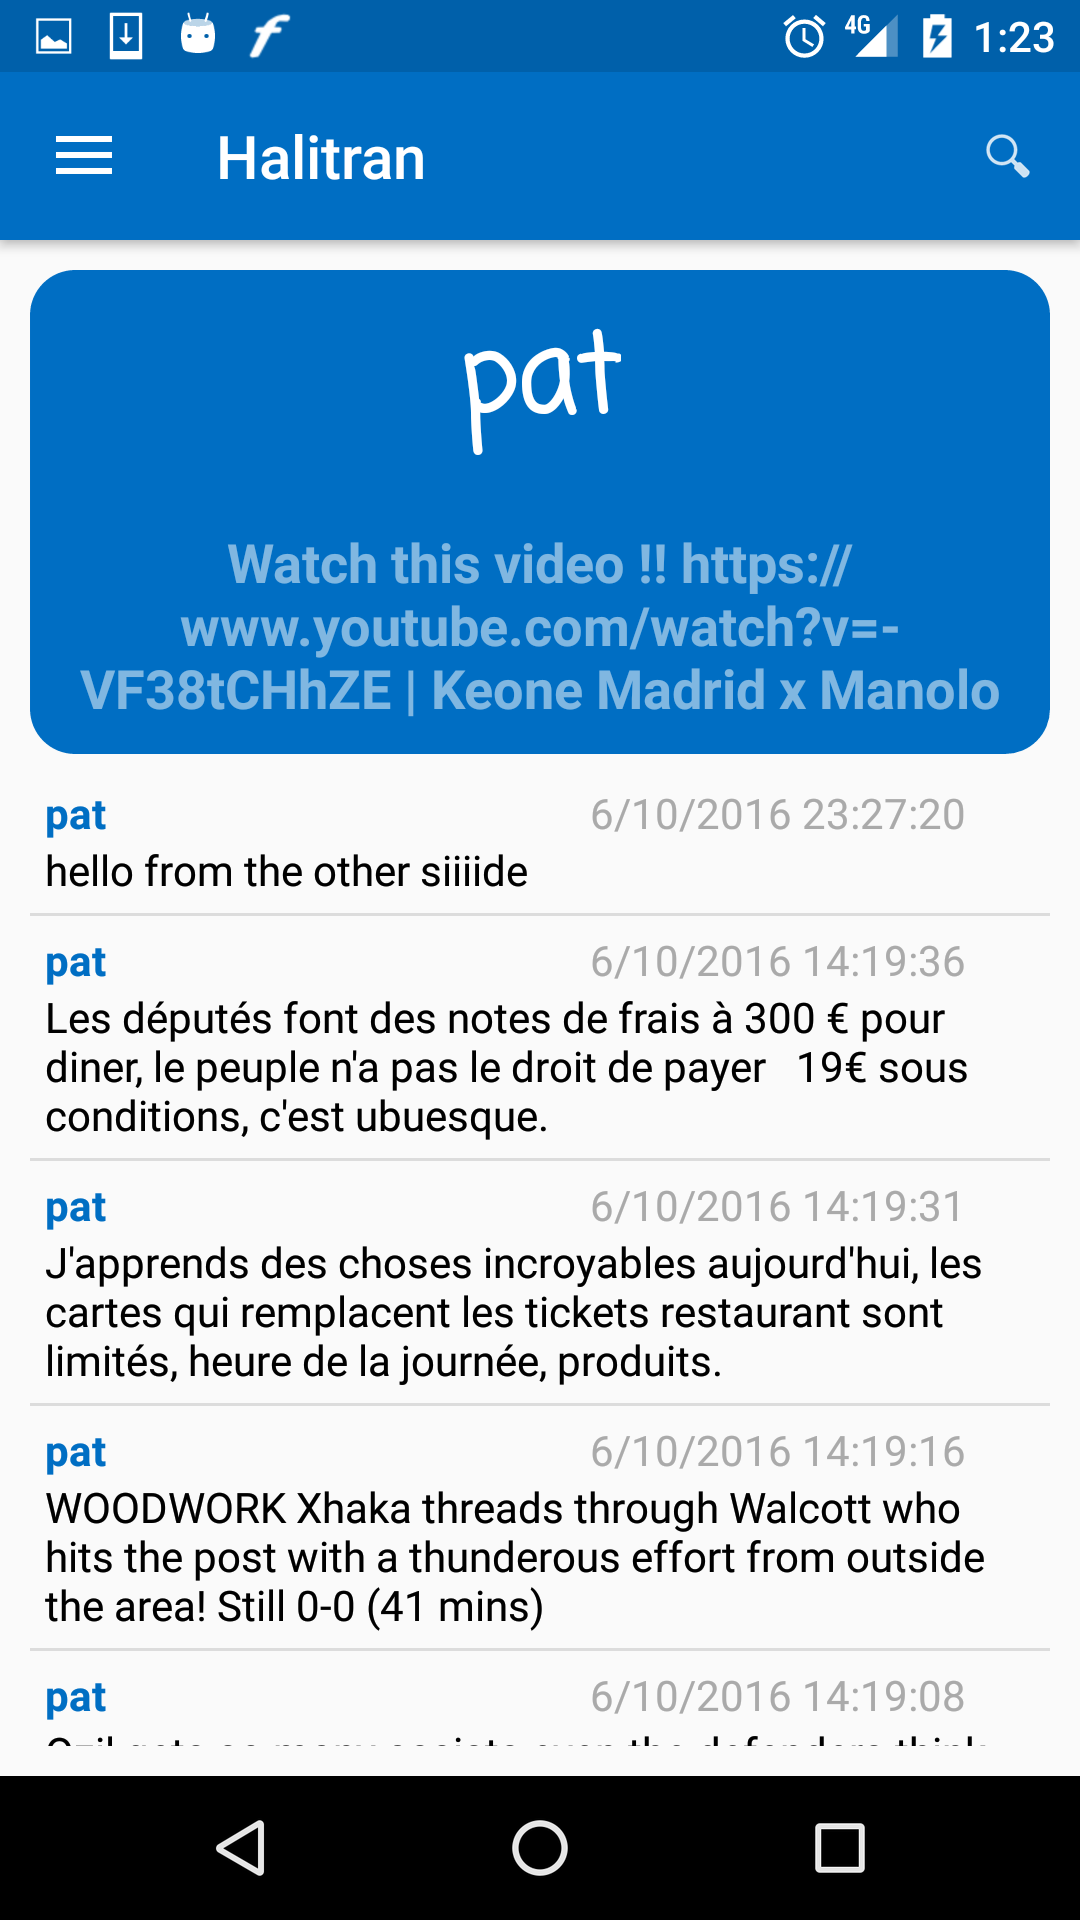 4G 1:23
Halitran
pat
Watch this video !! https://
www.youtube.com/watch?v=-
VF38tCHhZE | Keone Madrid x Manolo
pat 6/10/2016 23:27:20
hello from the other siiiide
pat 6/10/2016 14:19:36
Les députés font des notes de frais à 300 € pour
diner, le peuple n'a pas le droit de payer   19€ sous
conditions, c'est ubuesque.
pat 6/10/2016 14:19:31
J'apprends des choses incroyables aujourd'hui, les
cartes qui remplacent les tickets restaurant sont
limités, heure de la journée, produits.
pat 6/10/2016 14:19:16
WOODWORK Xhaka threads through Walcott who
hits the post with a thunderous effort from outside
the area! Still 0-0 (41 mins)
pat 6/10/2016 14:19:08